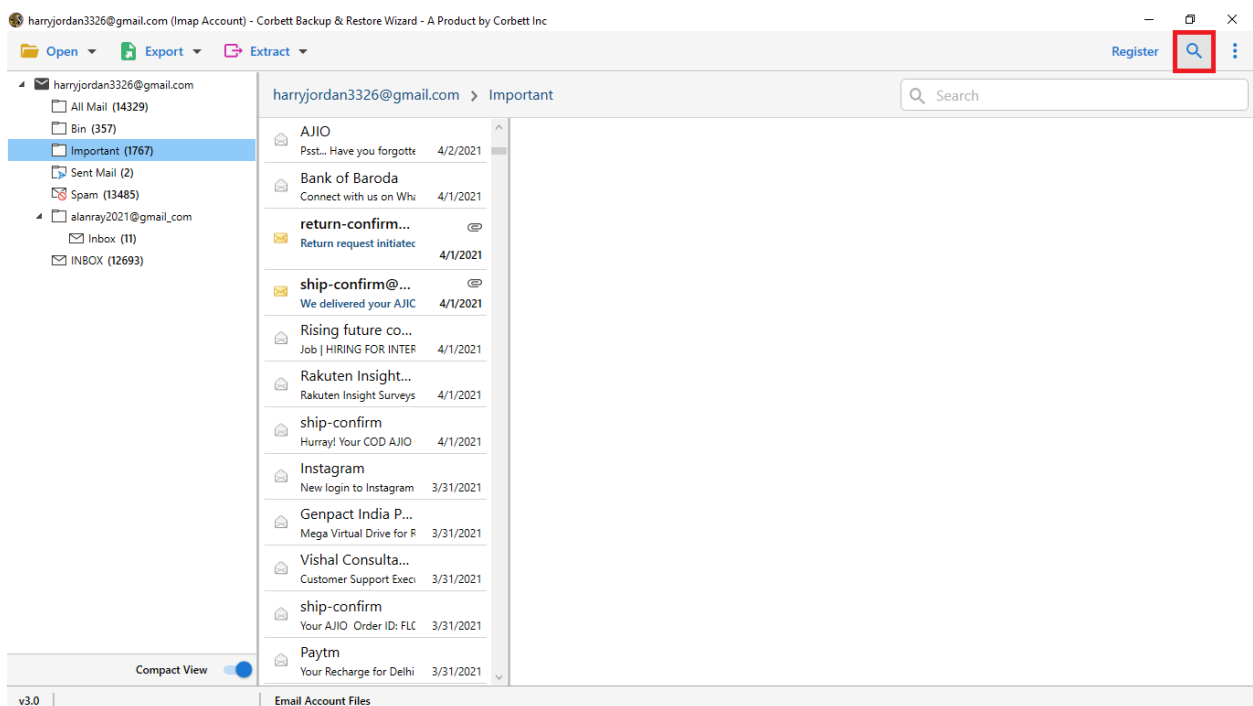 harryjordan3326@gmail.com (Imap Account) - Corbett Backup & Restore Wizard - A Product by Corbett Inc
Open Export Extract Register
harryjordan3326@gmail.com
All Mail (14329)
Bin (357)
Important (1767)
Sent Mail (2)
Spam (13485)
alanray2021@gmail_com
Inbox (11)
INBOX (12693)
Compact View
harryjordan3326@gmail.com > Important
Search
AJIO
Psst... Have you forgotte 4/2/2021
Bank of Baroda
Connect with us on Wha 4/1/2021
return-confirm...
Return request initiated
4/1/2021
ship-confirm@...
We delivered your AJIO 4/1/2021
Rising future co...
Job | HIRING FOR INTER 4/1/2021
Rakuten Insight...
Rakuten Insight Surveys 4/1/2021
ship-confirm
Hurray! Your COD AJIO 4/1/2021
Instagram
New login to Instagram 3/31/2021
Genpact India P...
Mega Virtual Drive for R 3/31/2021
Vishal Consulta...
Customer Support Execu 3/31/2021
ship-confirm
Your AJIO Order ID: FL0 3/31/2021
Paytm
Your Recharge for Delhi 3/31/2021
v3.0 Email Account Files